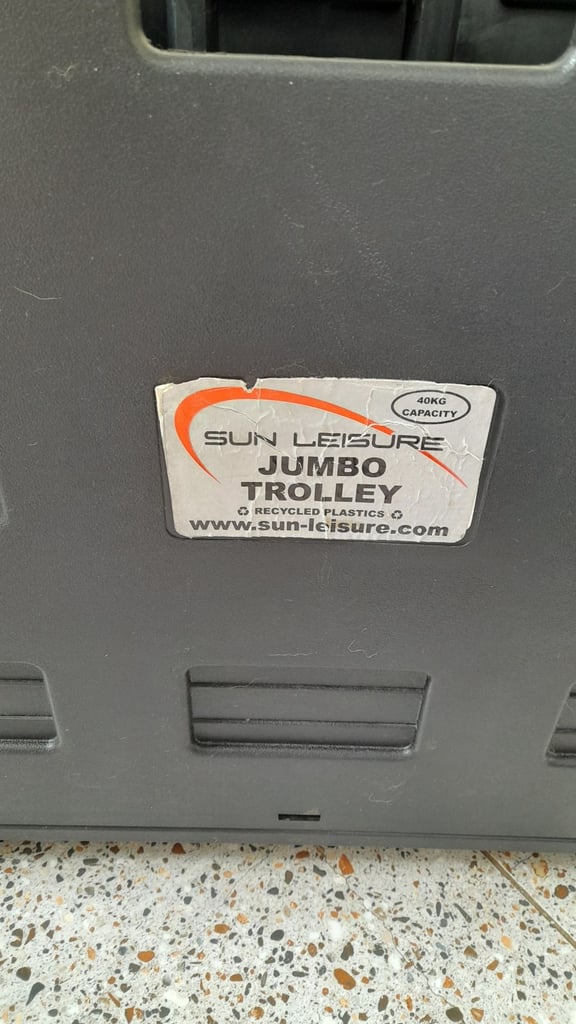 40KG
CAPACITY
SUN LEISURE
JUMBO
TROLLEY
♻ RECYCLED PLASTICS ♻
www.sun-leisure.com